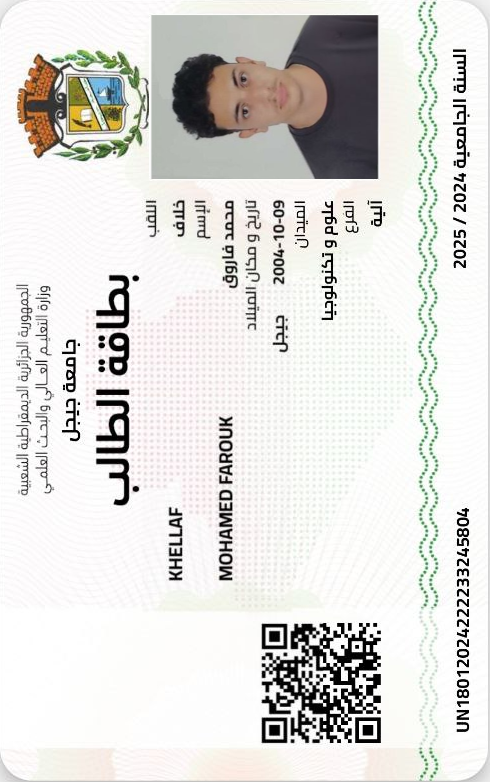 الجمهورية الجزائرية الديمقراطية الشعبية
وزارة التعليم العالي والبحث العلمي
جامعة جيجل
بطاقة الطالب
اللقب
خلاف
KHELLAF
الإسم
محمد فاروق
MOHAMED FAROUK
تاريخ و مكان الميلاد
2004-10-09 جيجل
الميدان
علوم و تكنولوجيا
الفرع
آلية
السنة الجامعية 2024 / 2025
UN18012024222233245804